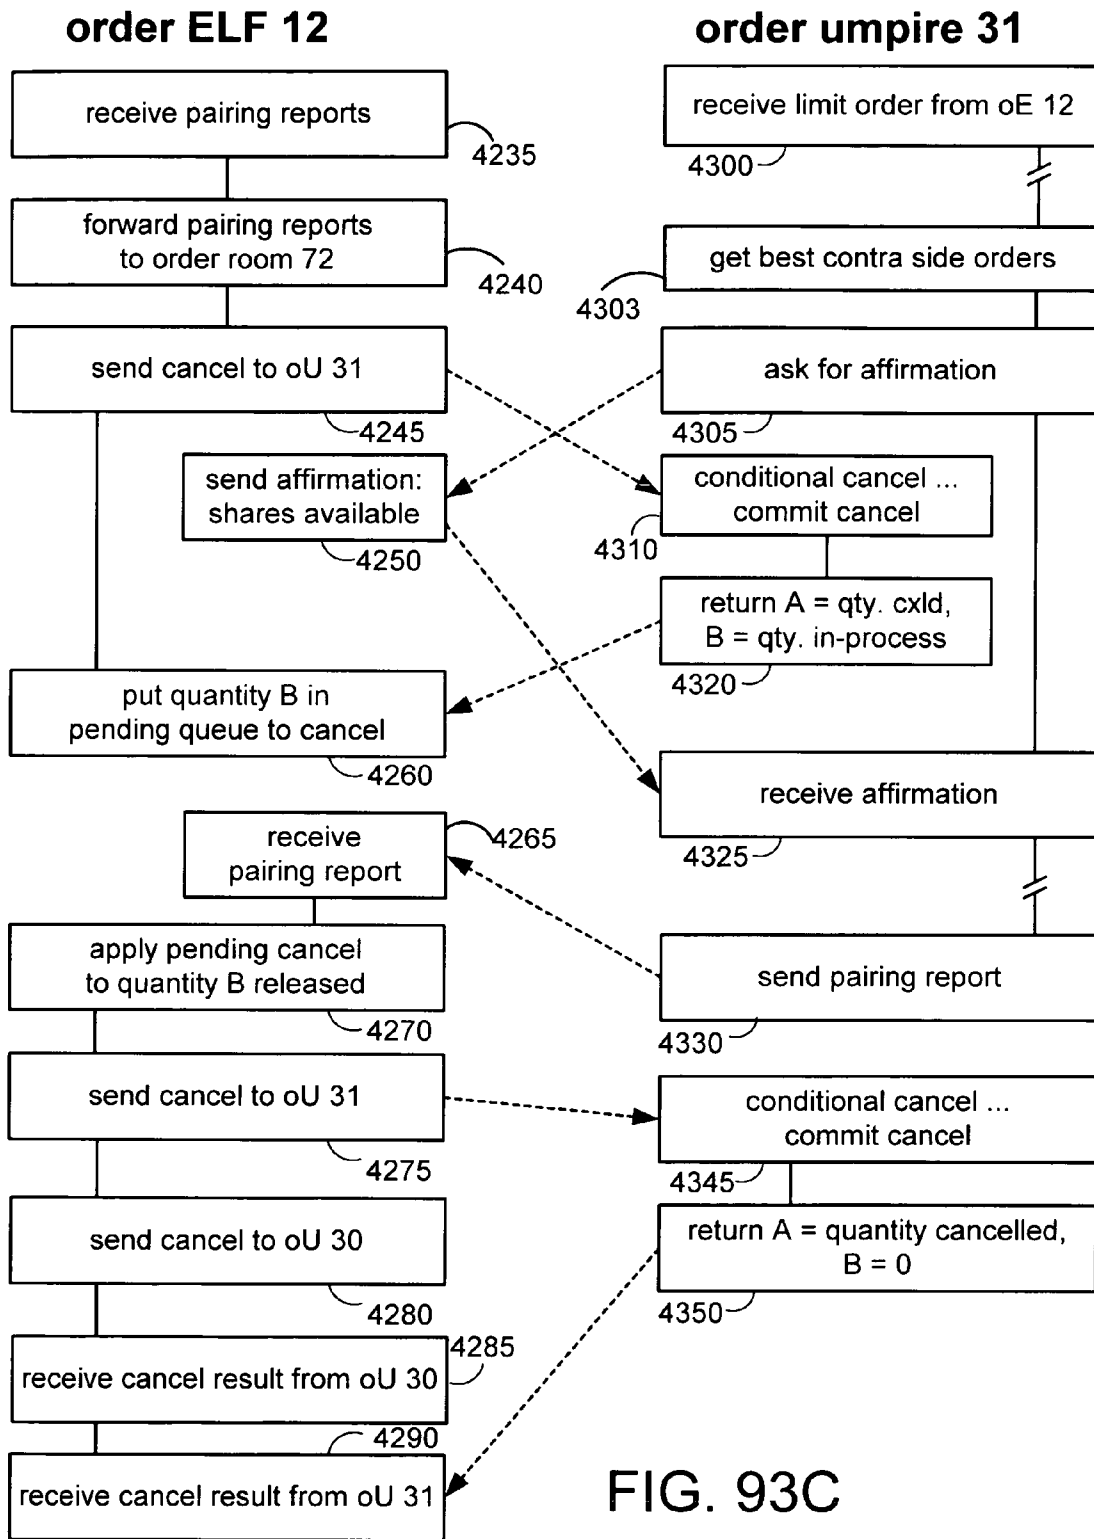 order ELF 12
order umpire 31
receive pairing reports
4235
forward pairing reports
to order room 72
4240
send cancel to oU 31
4245
send affirmation:
shares available
4250
put quantity B in
pending queue to cancel
4260
receive
pairing report
4265
apply pending cancel
to quantity B released
4270
send cancel to oU 31
4275
send cancel to oU 30
4280
receive cancel result from oU 30
4285
4290
receive cancel result from oU 31
receive limit order from oE 12
4300
get best contra side orders
4303
ask for affirmation
4305
conditional cancel ...
commit cancel
4310
return A = qty. cxld,
B = qty. in-process
4320
receive affirmation
4325
send pairing report
4330
conditional cancel ...
commit cancel
4345
return A = quantity cancelled,
B = 0
4350
FIG. 93C